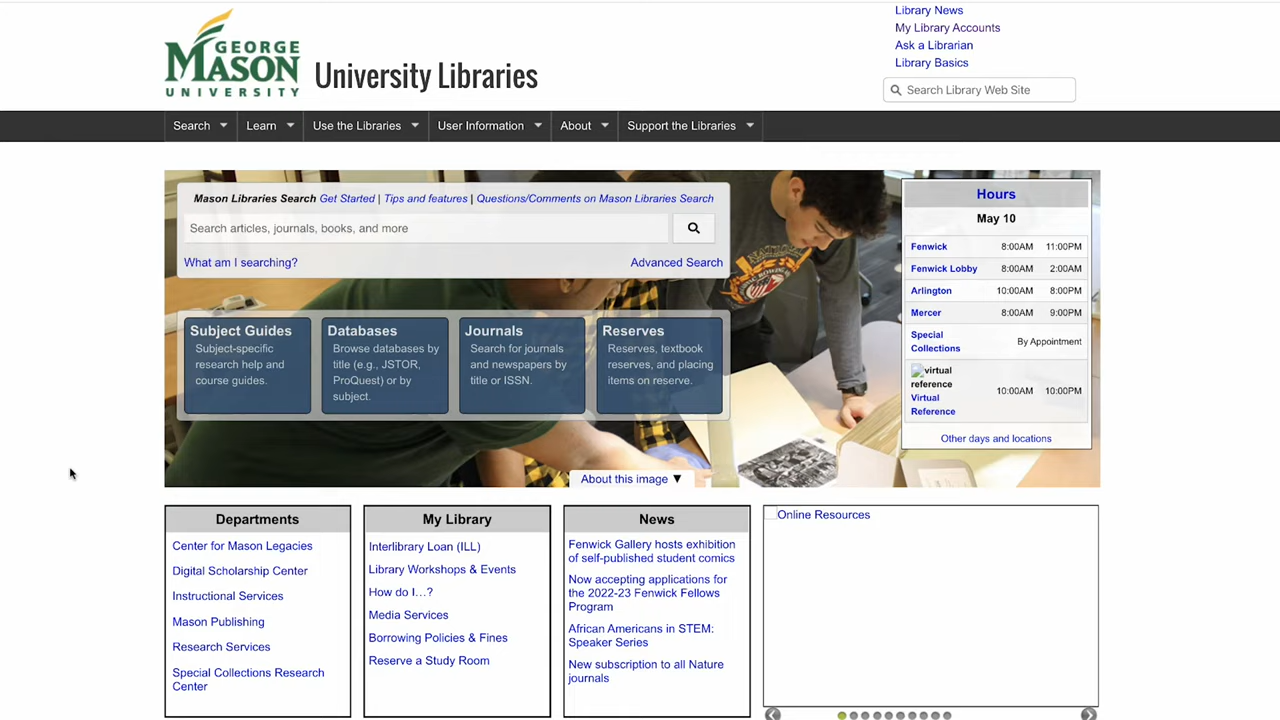 Library News
My Library Accounts
Ask a Librarian
Library Basics
GEORGE
MASON
UNIVERSITY
University Libraries
Search Library Web Site
Search Learn Use the Libraries User Information About Support the Libraries
Mason Libraries Search Get Started | Tips and features | Questions/Comments on Mason Libraries Search
Search articles, journals, books, and more
What am I searching? Advanced Search
Subject Guides
Subject-specific
research help and
course guides.
Databases
Browse databases by
title (e.g., JSTOR,
ProQuest) or by
subject.
Journals
Search for journals
and newspapers by
title or ISSN.
Reserves
Reserves, textbook
reserves, and placing
items on reserve.
Hours
May 10
Fenwick 8:00AM 11:00PM
Fenwick Lobby 8:00AM 2:00AM
Arlington 10:00AM 8:00PM
Mercer 8:00AM 9:00PM
Special
Collections By Appointment
virtual
reference
Virtual
Reference 10:00AM 10:00PM
Other days and locations
About this image ▼
Departments
Center for Mason Legacies
Digital Scholarship Center
Instructional Services
Mason Publishing
Research Services
Special Collections Research
Center
My Library
Interlibrary Loan (ILL)
Library Workshops & Events
How do I…?
Media Services
Borrowing Policies & Fines
Reserve a Study Room
News
Fenwick Gallery hosts exhibition
of self-published student comics
Now accepting applications for
the 2022-23 Fenwick Fellows
Program
African Americans in STEM:
Speaker Series
New subscription to all Nature
journals
Online Resources